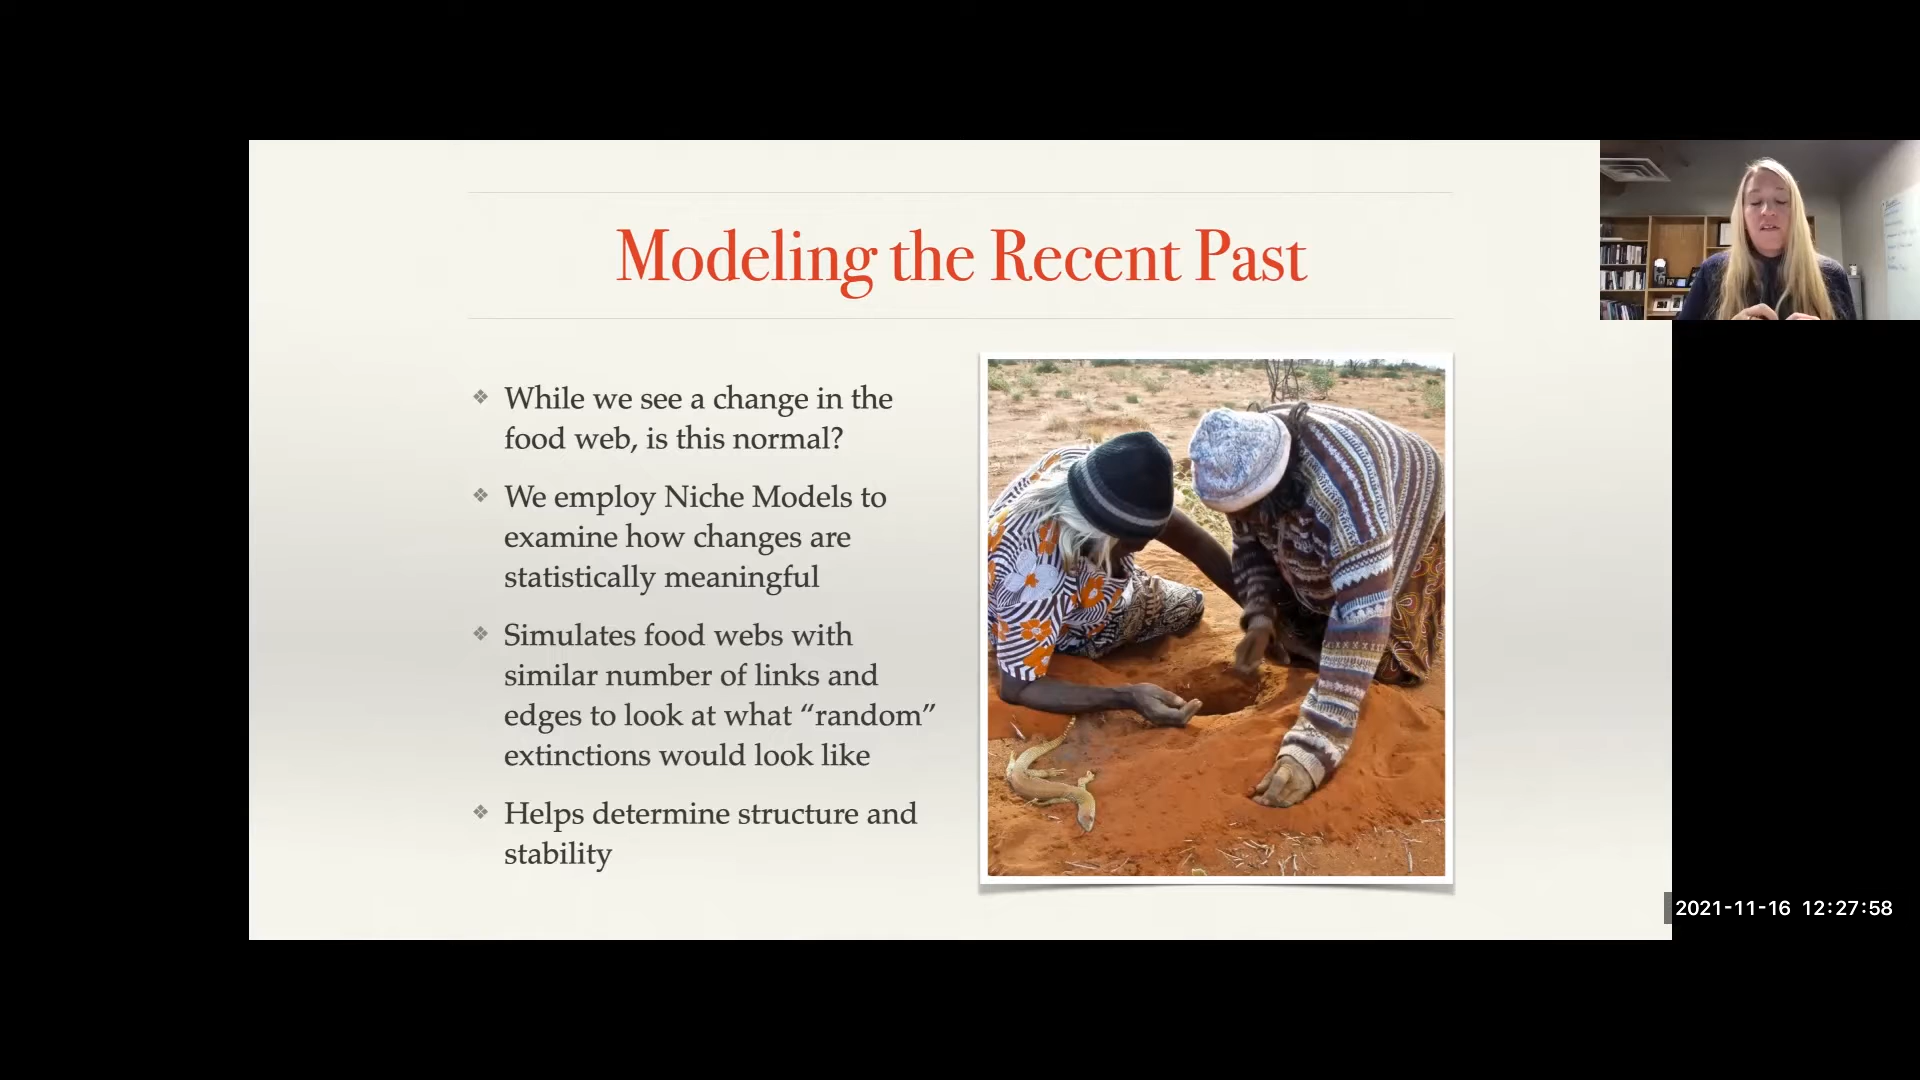 Modeling the Recent Past
❖ While we see a change in the
food web, is this normal?
❖ We employ Niche Models to
examine how changes are
statistically meaningful
❖ Simulates food webs with
similar number of links and
edges to look at what “random”
extinctions would look like
❖ Helps determine structure and
stability
2021-11-16 12:27:58